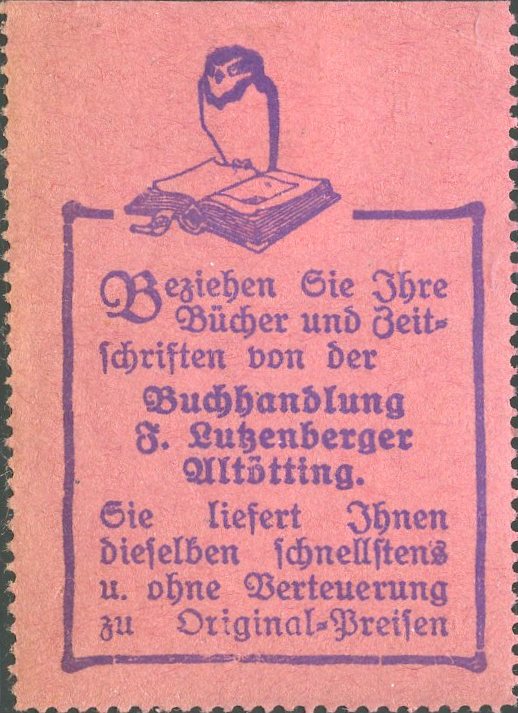 Beziehen Sie Ihre
Bücher und Zeit-
schriften von der
Buchhandlung
F. Lutzenberger
Altötting.
Sie liefert Ihnen
dieselben schnellstens
u. ohne Verteuerung
zu Original-Preisen